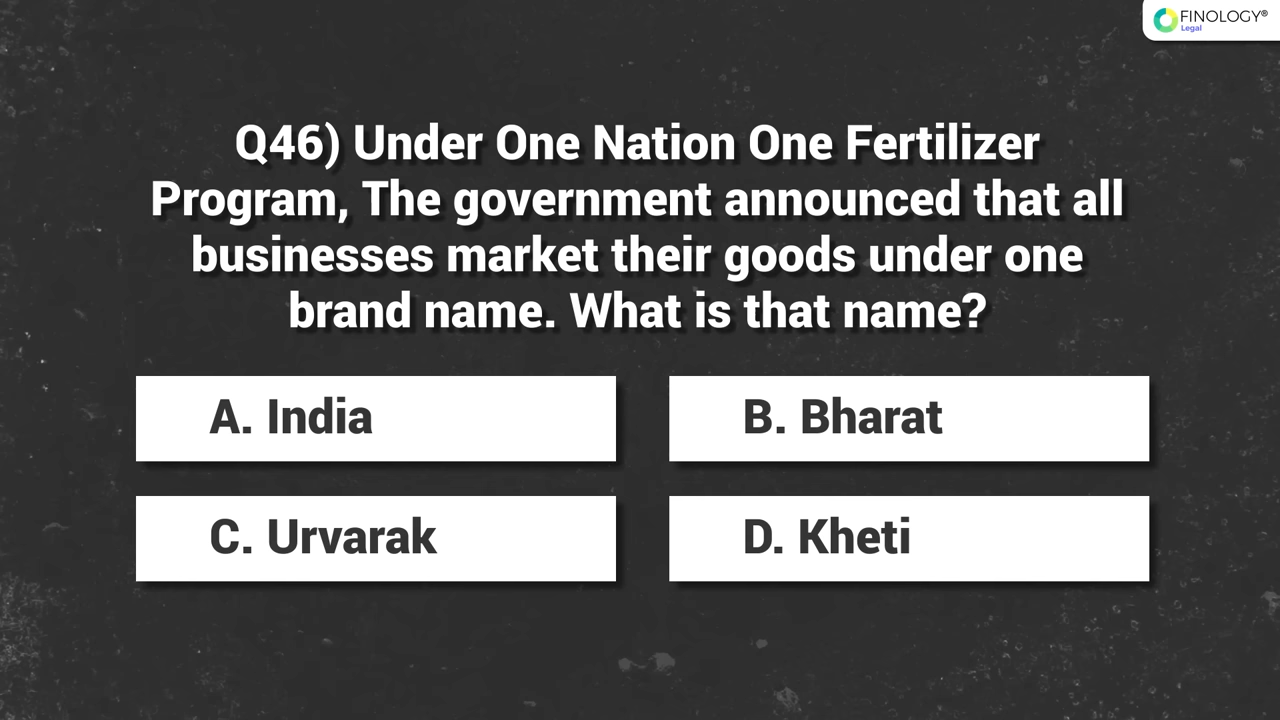 FINOLOGY®
Legal
Q46) Under One Nation One Fertilizer
Program, The government announced that all
businesses market their goods under one
brand name. What is that name?
A. India
B. Bharat
C. Urvarak
D. Kheti